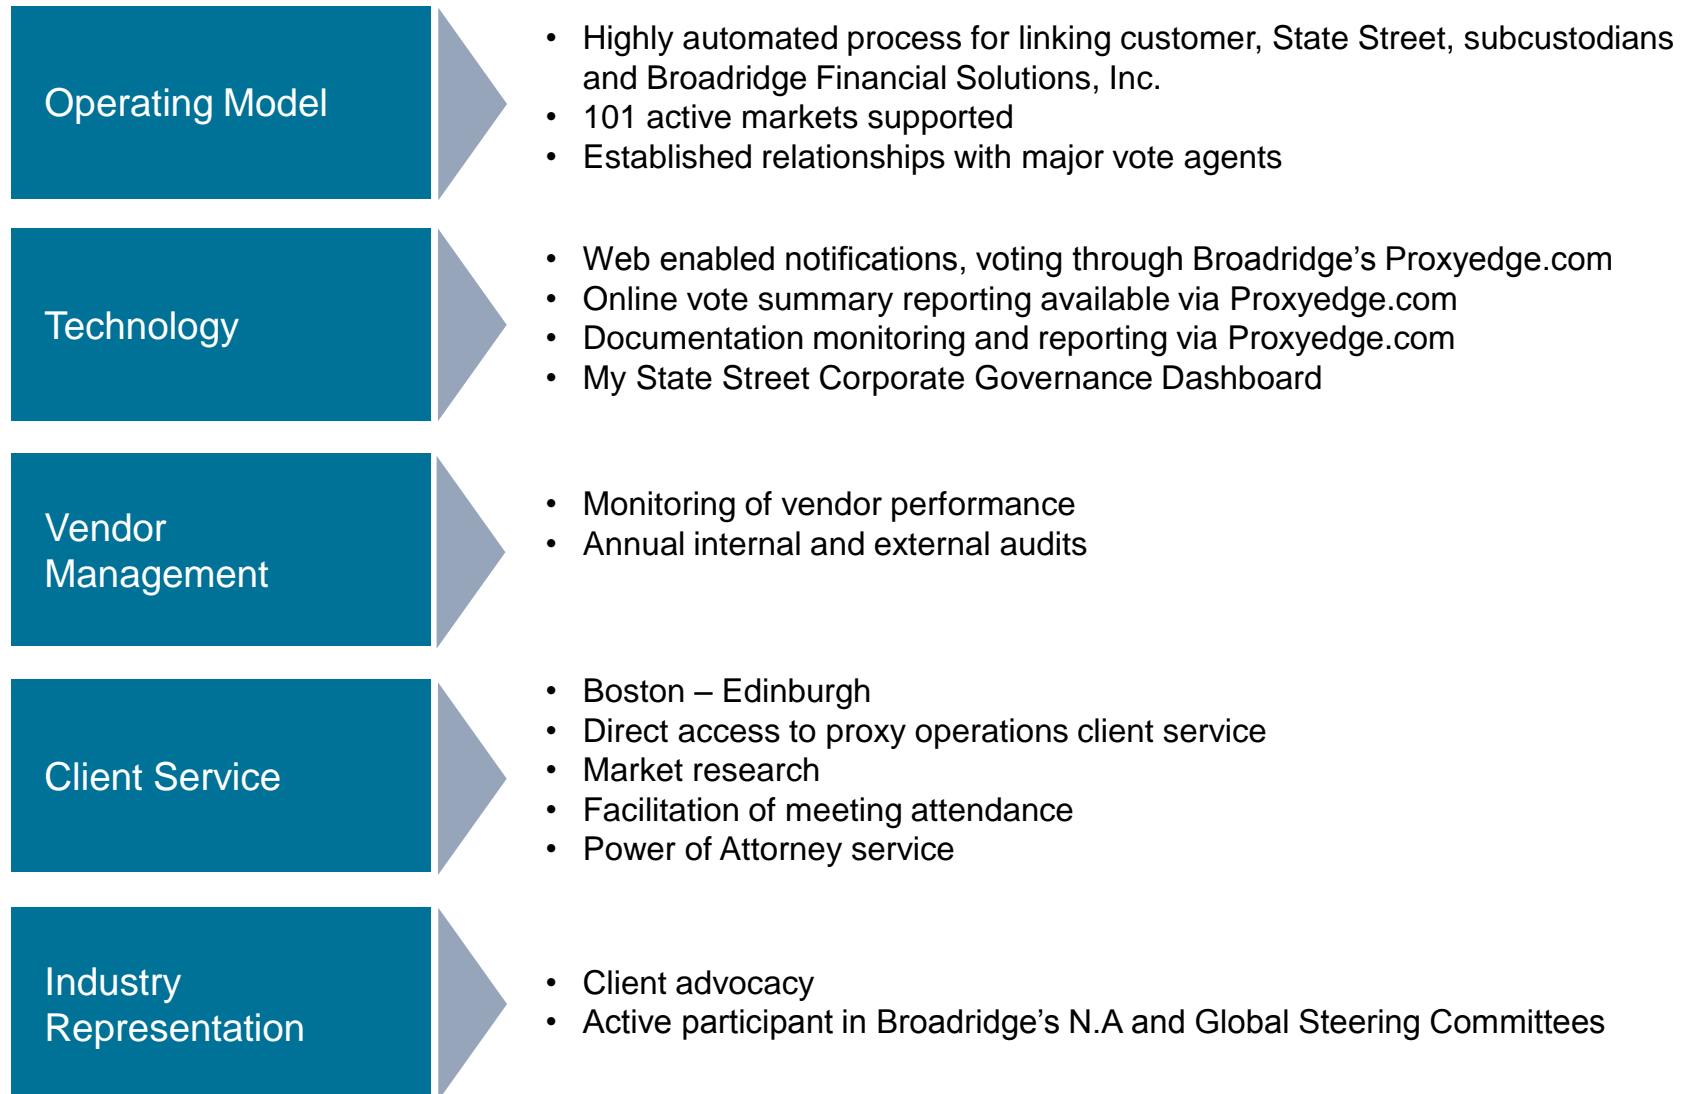 Operating Model
• Highly automated process for linking customer, State Street, subcustodians
and Broadridge Financial Solutions, Inc.
• 101 active markets supported
• Established relationships with major vote agents
Technology
• Web enabled notifications, voting through Broadridge’s Proxyedge.com
• Online vote summary reporting available via Proxyedge.com
• Documentation monitoring and reporting via Proxyedge.com
• My State Street Corporate Governance Dashboard
Vendor
Management
• Monitoring of vendor performance
• Annual internal and external audits
Client Service
• Boston – Edinburgh
• Direct access to proxy operations client service
• Market research
• Facilitation of meeting attendance
• Power of Attorney service
Industry
Representation
• Client advocacy
• Active participant in Broadridge’s N.A and Global Steering Committees